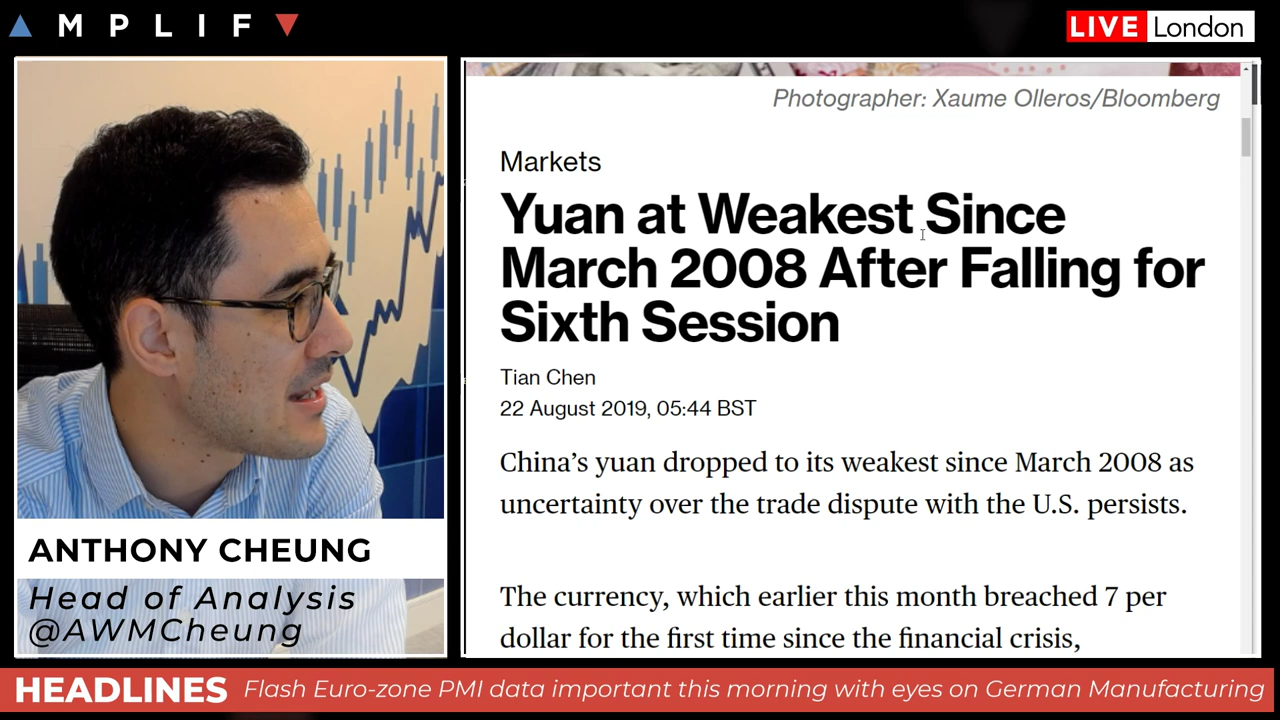 MPLIF
LIVE London
Photographer: Xaume Olleros/Bloomberg
Markets
Yuan at Weakest Since
March 2008 After Falling for
Sixth Session
Tian Chen
22 August 2019, 05:44 BST
China’s yuan dropped to its weakest since March 2008 as
uncertainty over the trade dispute with the U.S. persists.
The currency, which earlier this month breached 7 per
dollar for the first time since the financial crisis,
ANTHONY CHEUNG
Head of Analysis
@AWMCheung
HEADLINES Flash Euro-zone PMI data important this morning with eyes on German Manufacturing